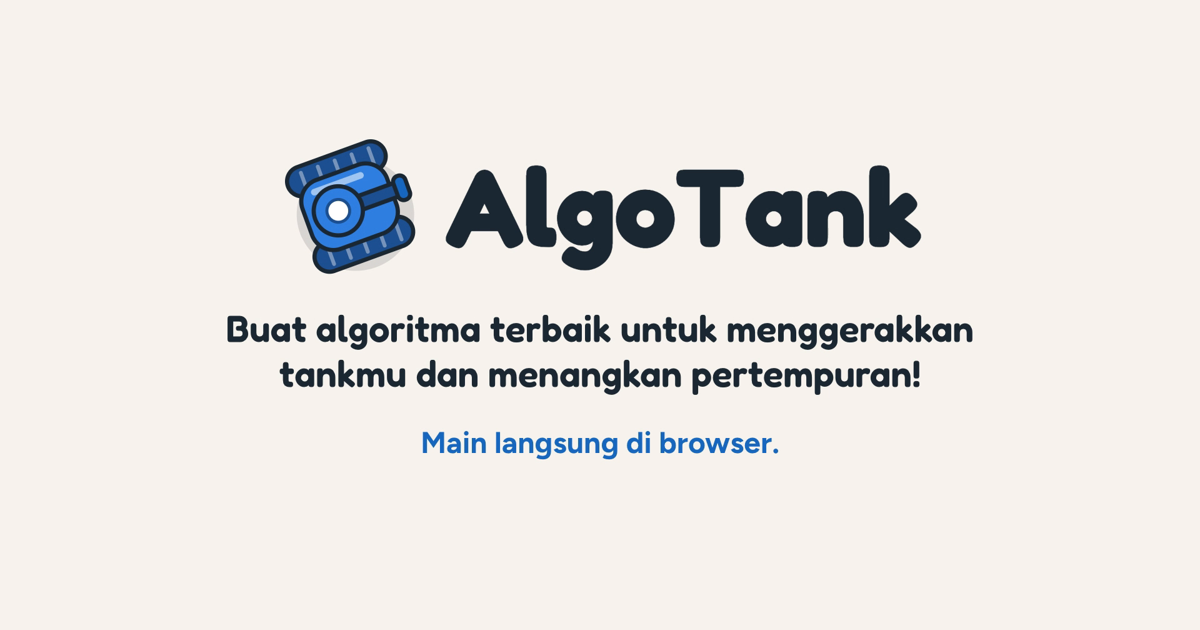 AlgoTank
Buat algoritma terbaik untuk menggerakkan
tankmu dan menangkan pertempuran!
Main langsung di browser.